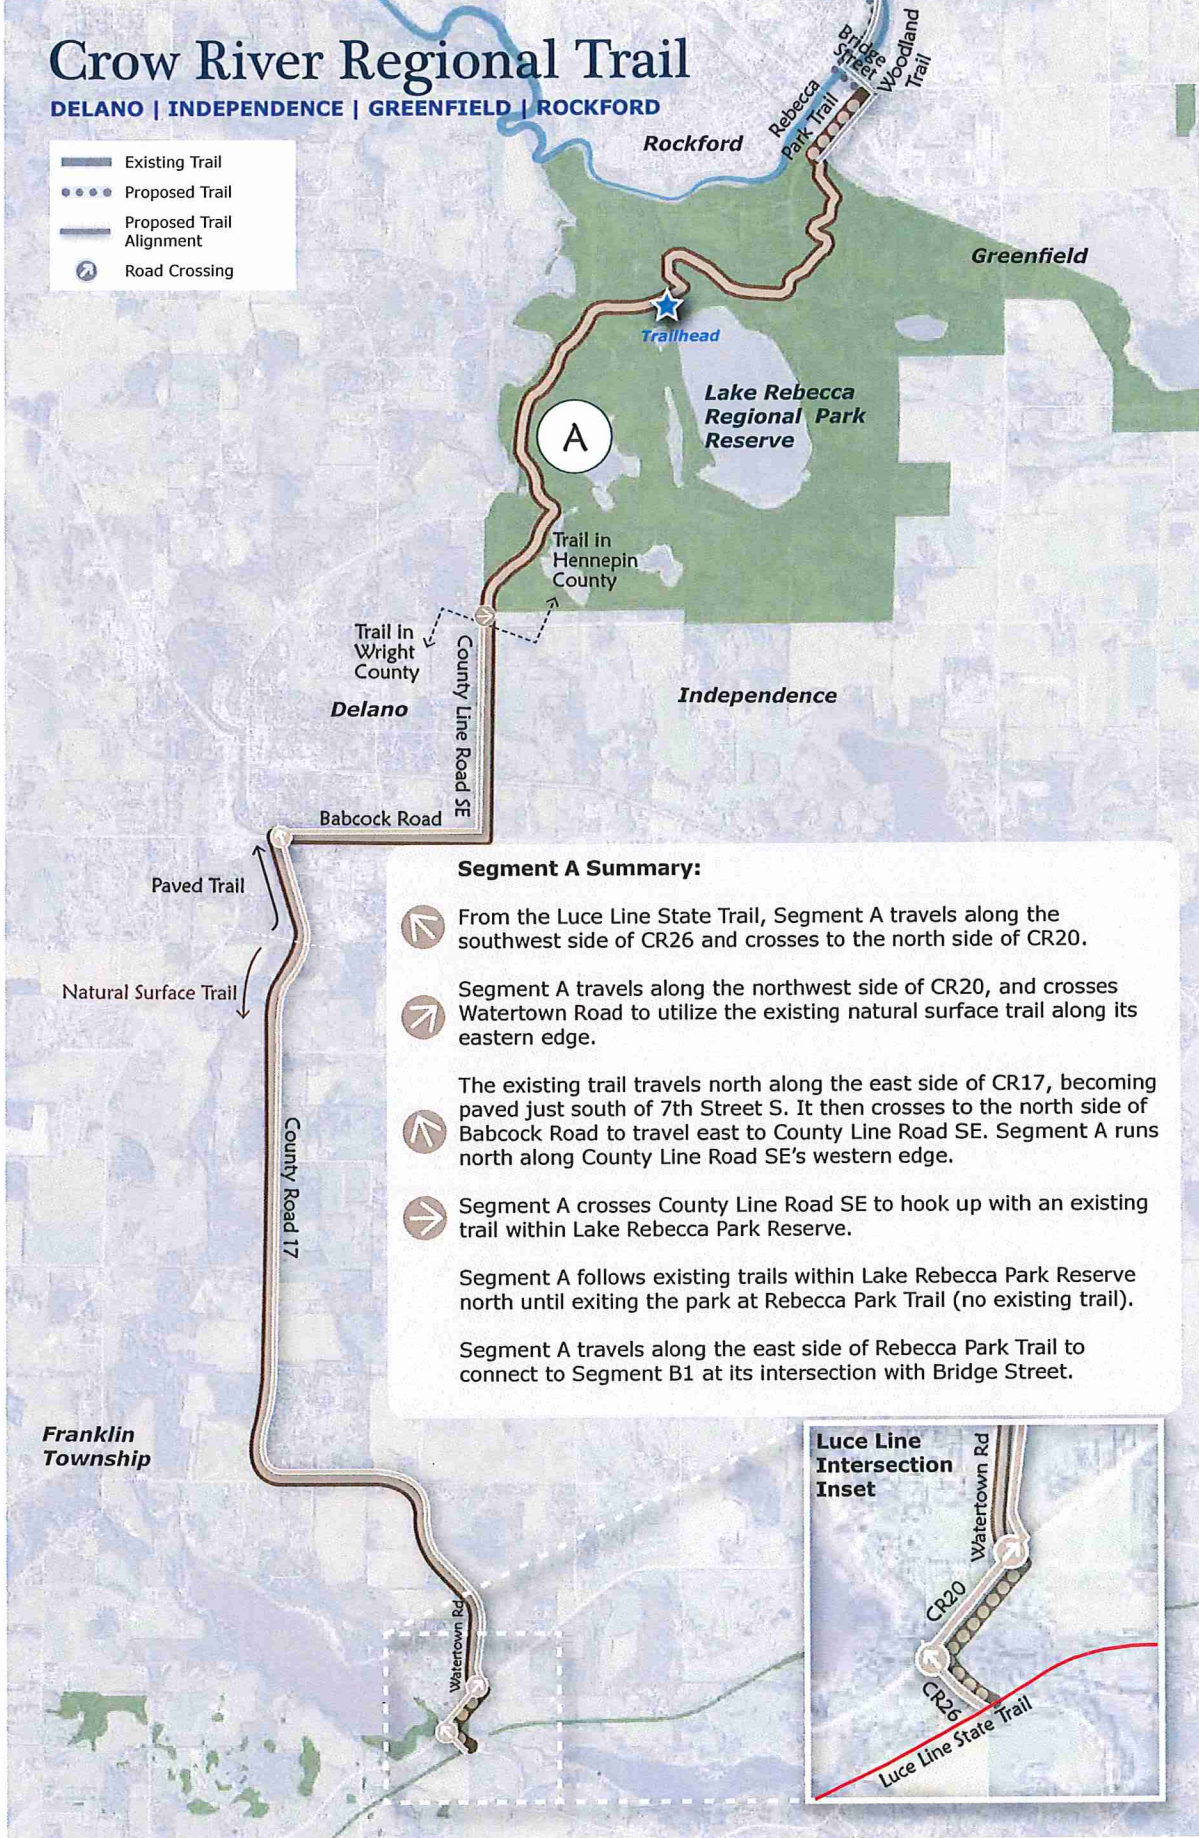 Crow River Regional Trail
DELANO | INDEPENDENCE | GREENFIELD | ROCKFORD
Existing Trail
Proposed Trail
Proposed Trail
Alignment
Road Crossing
Bridge
Street
Woodland
Trail
Rebecca
Park Trail
Rockford
Greenfield
Trailhead
Lake Rebecca
Regional Park
Reserve
A
Trail in
Hennepin
County
Trail in
Wright
County
County Line Road SE
Delano
Independence
Babcock Road
Paved Trail
Natural Surface Trail
County Road 17
Segment A Summary:
From the Luce Line State Trail, Segment A travels along the
southwest side of CR26 and crosses to the north side of CR20.
Segment A travels along the northwest side of CR20, and crosses
Watertown Road to utilize the existing natural surface trail along its
eastern edge.
The existing trail travels north along the east side of CR17, becoming
paved just south of 7th Street S. It then crosses to the north side of
Babcock Road to travel east to County Line Road SE. Segment A runs
north along County Line Road SE's western edge.
Segment A crosses County Line Road SE to hook up with an existing
trail within Lake Rebecca Park Reserve.
Segment A follows existing trails within Lake Rebecca Park Reserve
north until exiting the park at Rebecca Park Trail (no existing trail).
Segment A travels along the east side of Rebecca Park Trail to
connect to Segment B1 at its intersection with Bridge Street.
Franklin
Township
Watertown Rd
Luce Line
Intersection
Inset
Watertown Rd
CR20
CR26
Luce Line State Trail